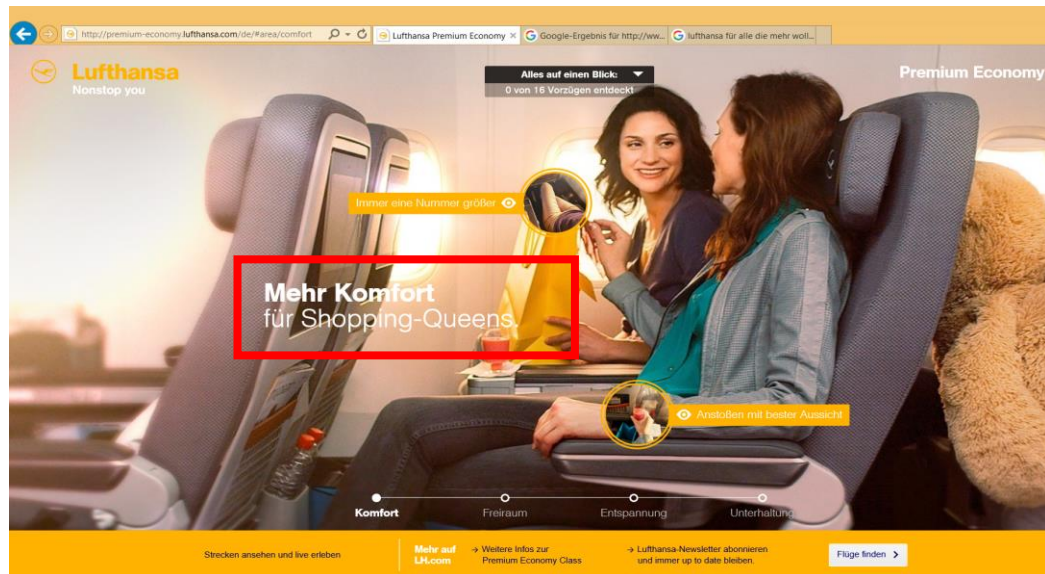 http://premium-economy.lufthansa.com/de/#area/comfort
Lufthansa Premium Economy
Google-Ergebnis für http://ww...
lufthansa für alle die mehr woll...
Lufthansa
Nonstop you
Alles auf einen Blick:
0 von 16 Vorzügen entdeckt
Premium Economy
Immer eine Nummer größer
Mehr Komfort
für Shopping-Queens.
Anstoßen mit bester Aussicht
Komfort
Freiraum
Entspannung
Unterhaltung
Strecken ansehen und live erleben
Mehr auf
LH.com
→ Weitere Infos zur
Premium Economy Class
→ Lufthansa-Newsletter abonnieren
und immer up to date bleiben.
Flüge finden